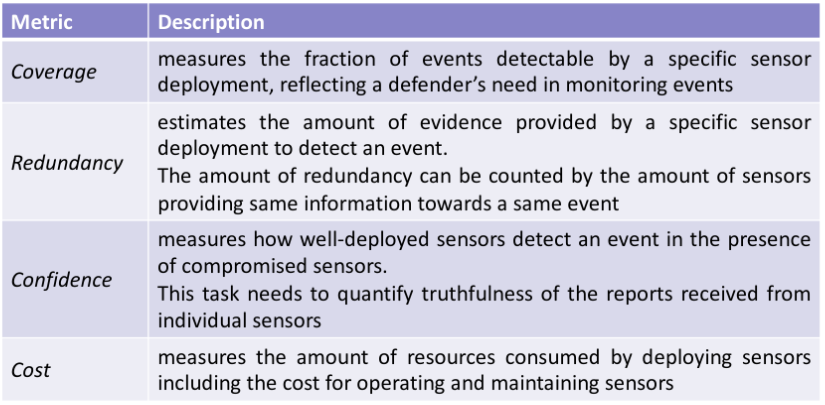 Metric Description
Coverage
measures the fraction of events detectable by a specific sensor
deployment, reflecting a defender's need in monitoring events
Redundancy
estimates the amount of evidence provided by a specific sensor
deployment to detect an event.
The amount of redundancy can be counted by the amount of sensors
providing same information towards a same event
Confidence
measures how well-deployed sensors detect an event in the presence
of compromised sensors.
This task needs to quantify truthfulness of the reports received from
individual sensors
Cost
measures the amount of resources consumed by deploying sensors
including the cost for operating and maintaining sensors